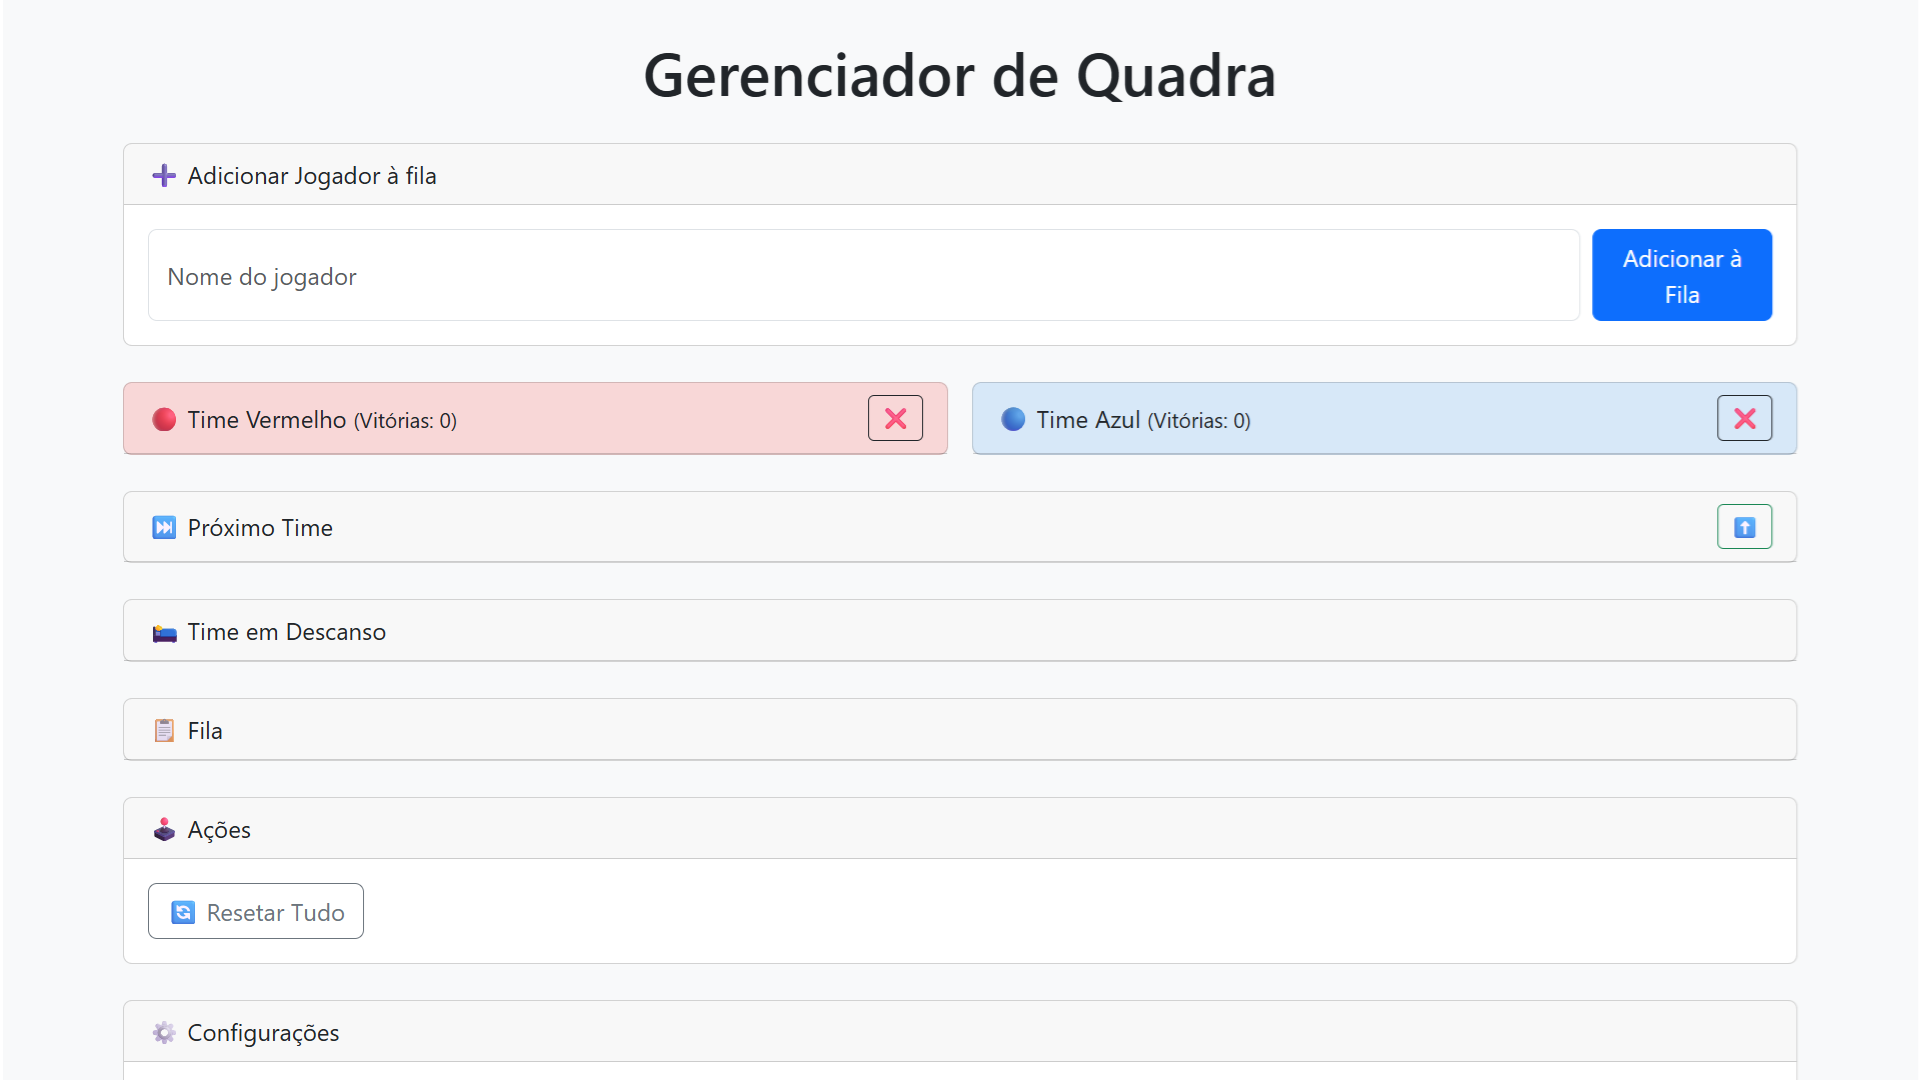 Gerenciador de Quadra
➕ Adicionar Jogador à fila
Nome do jogador
Adicionar à
Fila
🔴 Time Vermelho (Vitórias: 0) ❌
🔵 Time Azul (Vitórias: 0) ❌
⏭️ Próximo Time ⬆️
🛌 Time em Descanso
📋 Fila
🕹️ Ações
🔄 Resetar Tudo
⚙️ Configurações